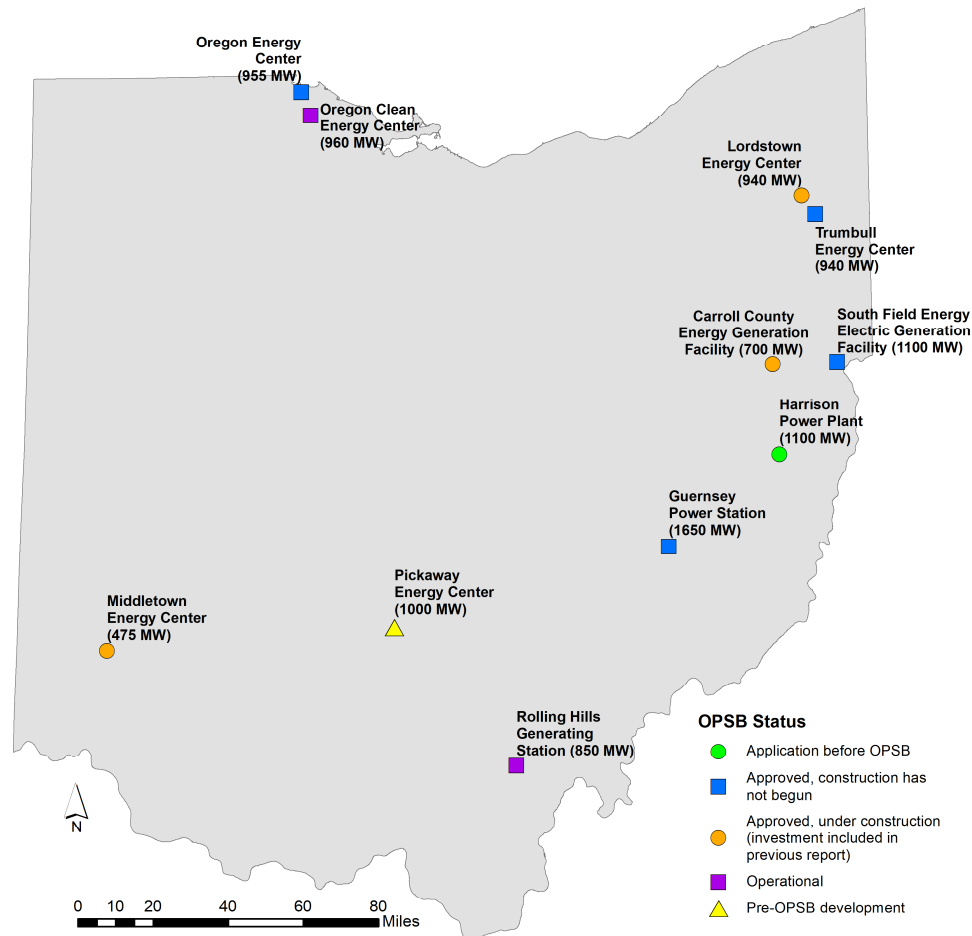 Oregon Energy
Center
(955 MW)
Oregon Clean
Energy Center
(960 MW)
Lordstown
Energy Center
(940 MW)
Trumbull
Energy Center
(940 MW)
Carroll County
Energy Generation
Facility (700 MW)
South Field Energy
Electric Generation
Facility (1100 MW)
Harrison
Power Plant
(1100 MW)
Guernsey
Power Station
(1650 MW)
Pickaway
Energy Center
(1000 MW)
Middletown
Energy Center
(475 MW)
Rolling Hills
Generating
Station (850 MW)
OPSB Status
Application before OPSB
Approved, construction has
not begun
Approved, under construction
(investment included in
previous report)
Operational
Pre-OPSB development
N
0 10 20 40 60 80
Miles